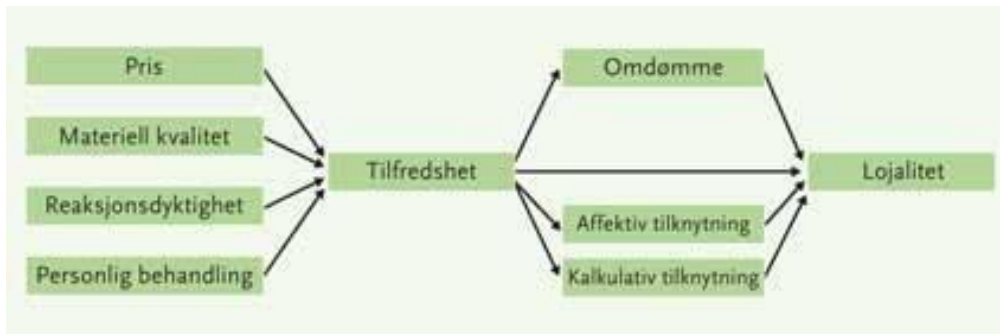 Pris
Materiell kvalitet
Reaksjonsdyktighet
Personlig behandling
Tilfredshet
Omdømme
Affektiv tilknytning
Kalkulativ tilknytning
Lojalitet